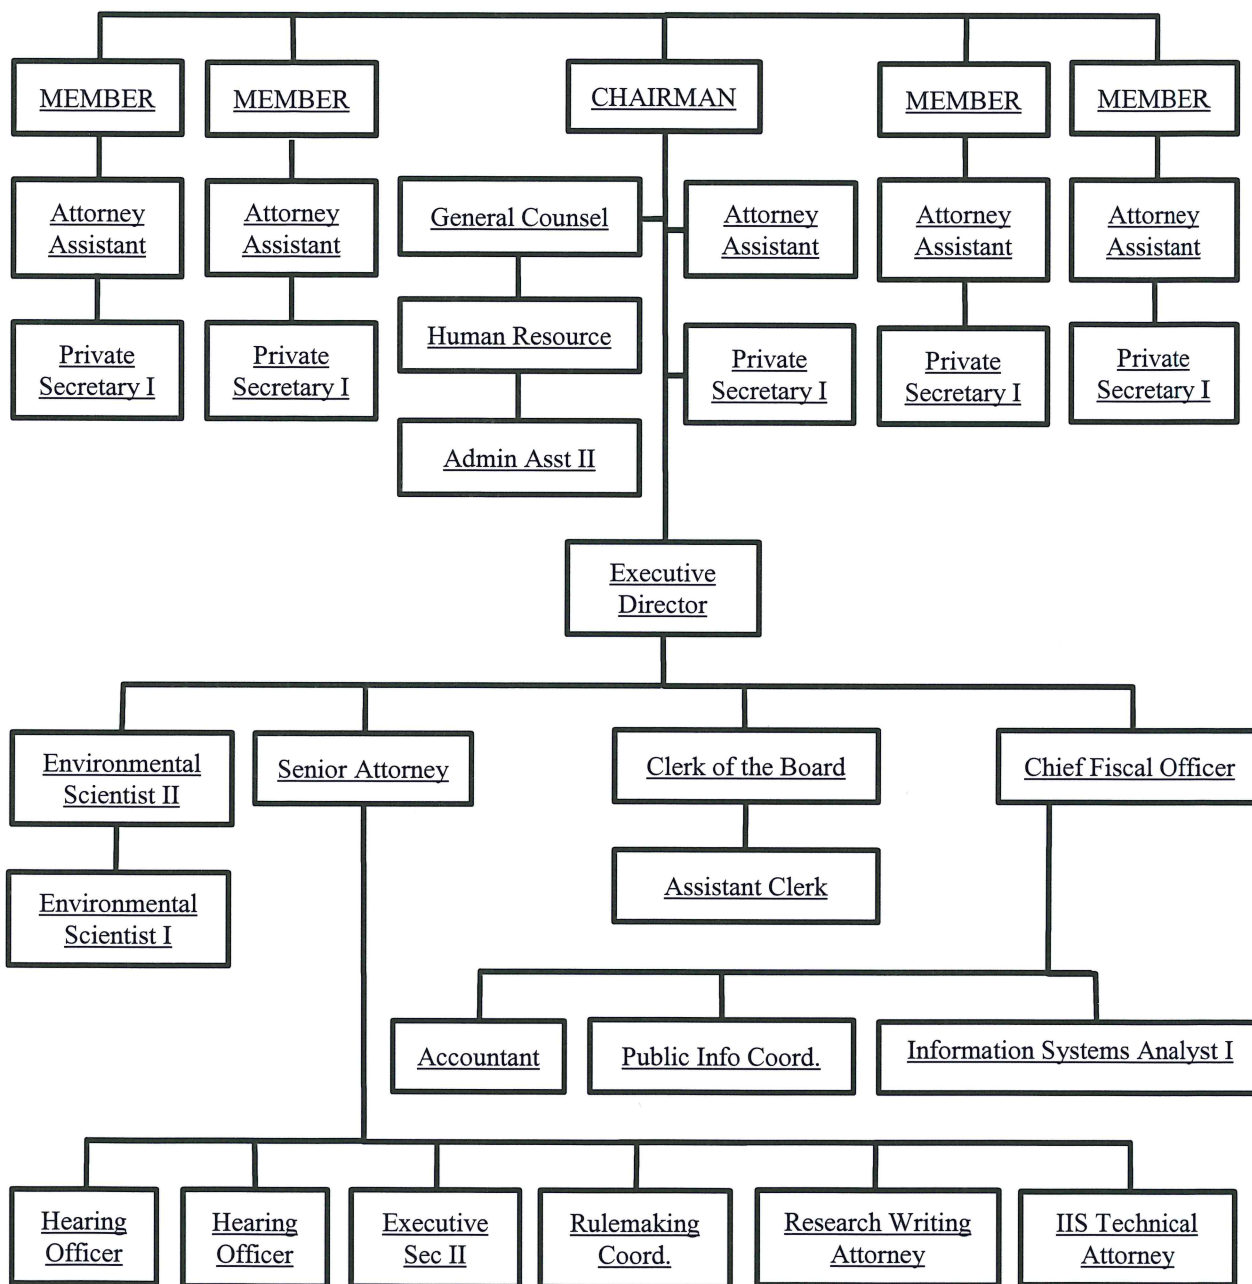 MEMBER
MEMBER
CHAIRMAN
MEMBER
MEMBER
Attorney
Assistant
Attorney
Assistant
General Counsel
Attorney
Assistant
Attorney
Assistant
Attorney
Assistant
Human Resource
Private
Secretary I
Private
Secretary I
Private
Secretary I
Private
Secretary I
Private
Secretary I
Admin Asst II
Executive
Director
Environmental
Scientist II
Senior Attorney
Clerk of the Board
Chief Fiscal Officer
Environmental
Scientist I
Assistant Clerk
Accountant
Public Info Coord.
Information Systems Analyst I
Hearing
Officer
Hearing
Officer
Executive
Sec II
Rulemaking
Coord.
Research Writing
Attorney
IIS Technical
Attorney